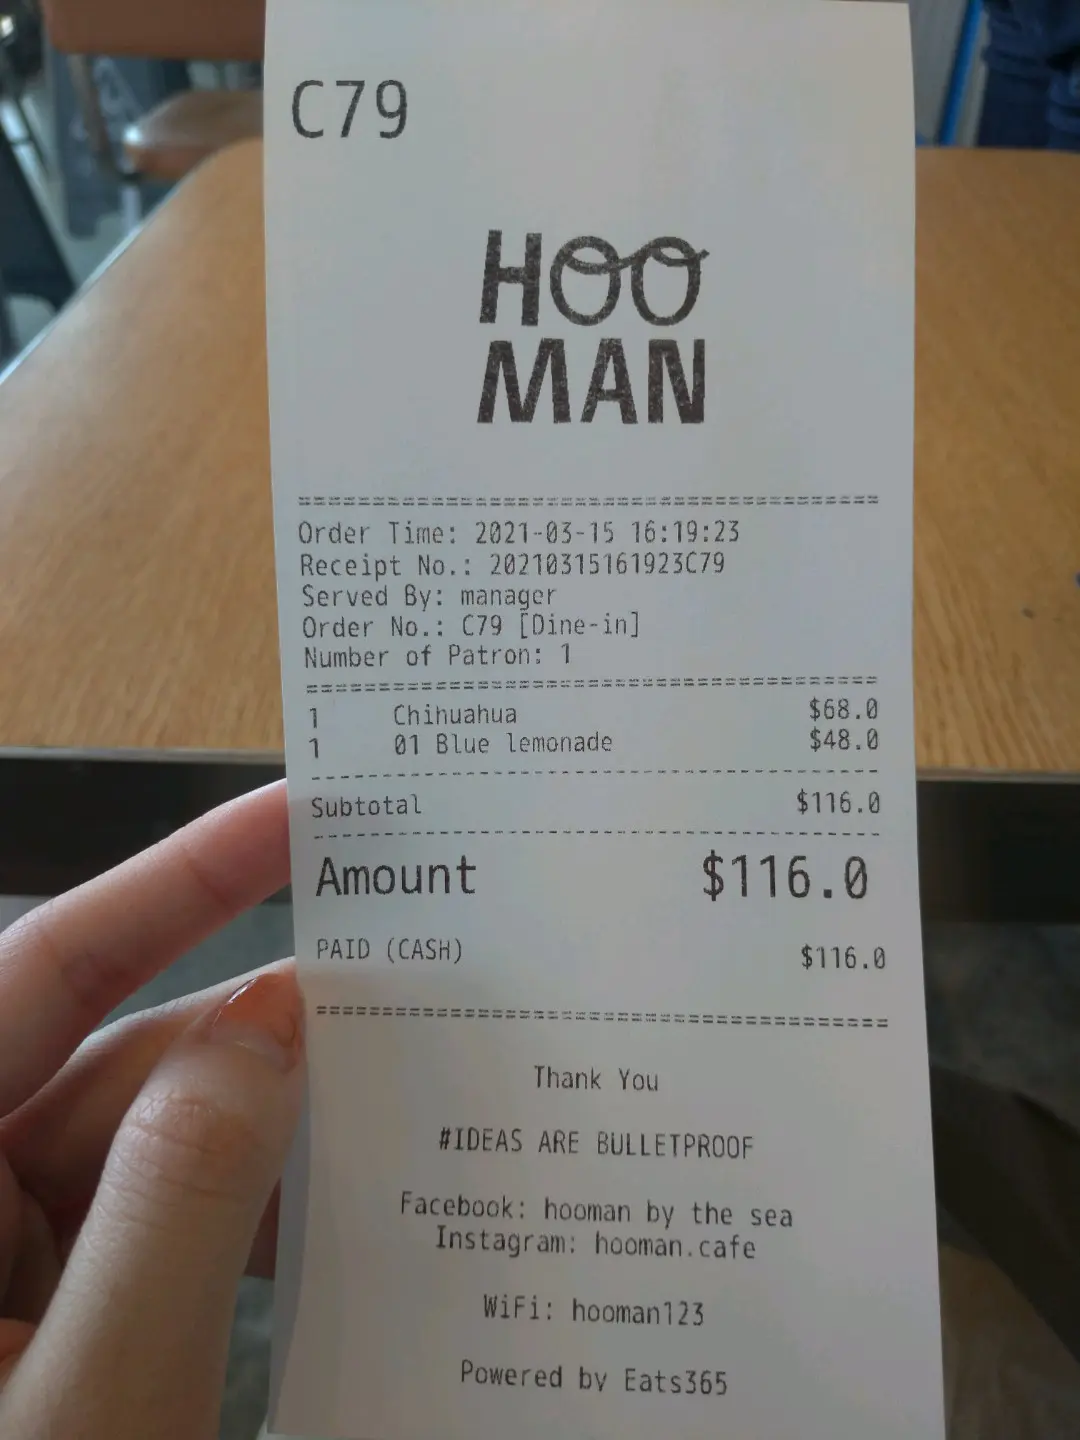 C79
HOO
MAN
========================================
Order Time: 2021-03-15 16:19:23
Receipt No.: 20210315161923C79
Served By: manager
Order No.: C79 [Dine-in]
Number of Patron: 1
========================================
1 Chihuahua $68.0
1 01 Blue lemonade $48.0
----------------------------------------
Subtotal $116.0
----------------------------------------
Amount $116.0
PAID (CASH) $116.0
========================================
Thank You
#IDEAS ARE BULLETPROOF
Facebook: hooman by the sea
Instagram: hooman.cafe
WiFi: hooman123
Powered by Eats365